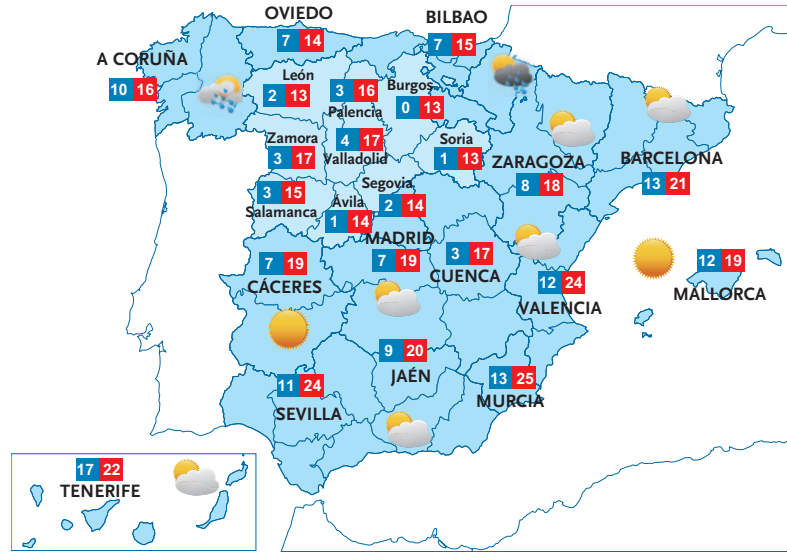 OVIEDO
7 14
BILBAO
7 15
A CORUÑA
10 16
León
2 13
3 16
Palencia
Burgos
0 13
Zamora
3 17
4 17
Valladolid
Soria
1 13
ZARAGOZA
8 18
BARCELONA
13 21
3 15
Salamanca
Ávila
1 14
Segovia
2 14
MADRID
7 19
3 17
CUENCA
7 19
CÁCERES
12 24
VALENCIA
12 19
MALLORCA
9 20
JAÉN
11 24
SEVILLA
13 25
MURCIA
17 22
TENERIFE